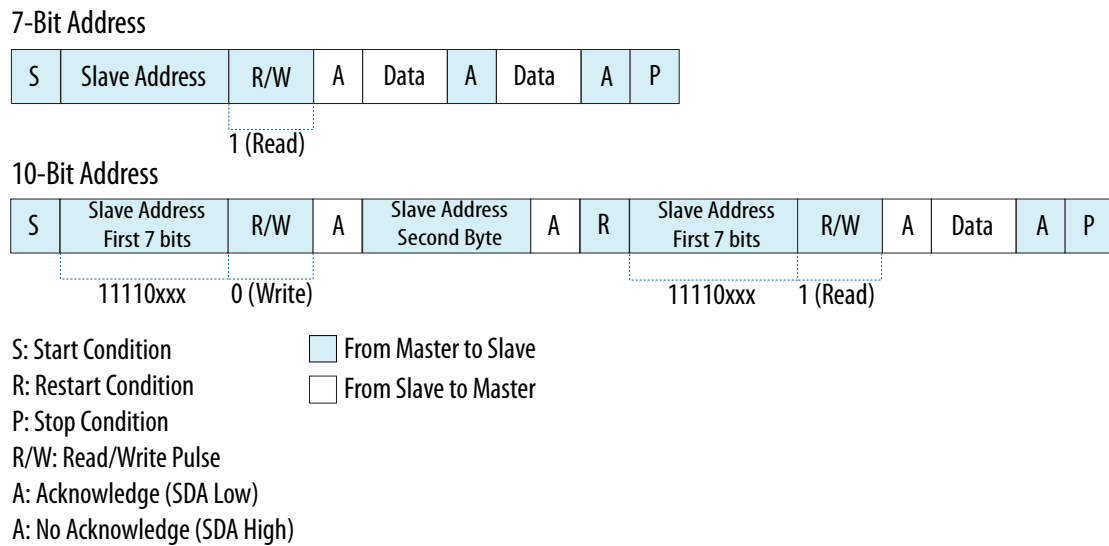 7-Bit Address
S Slave Address R/W A Data A Data A P
1 (Read)
10-Bit Address
S Slave Address First 7 bits R/W A Slave Address Second Byte A R Slave Address First 7 bits R/W A Data A P
11110xxx 0 (Write) 11110xxx 1 (Read)
S: Start Condition From Master to Slave
R: Restart Condition From Slave to Master
P: Stop Condition
R/W: Read/Write Pulse
A: Acknowledge (SDA Low)
A: No Acknowledge (SDA High)